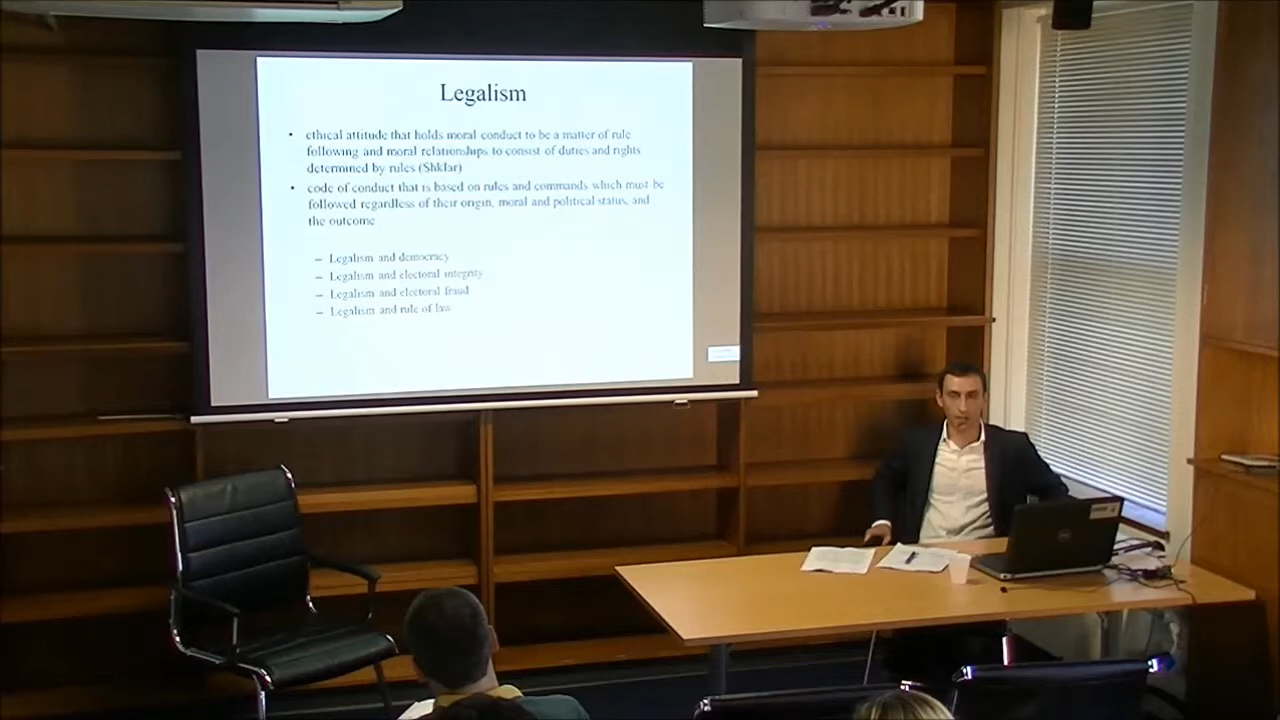 Legalism
• ethical attitude that holds moral conduct to be a matter of rule
following and moral relationships to consist of duties and rights
determined by rules (Shklar)
• code of conduct that is based on rules and commands which must be
followed regardless of their origin, moral and political status, and
the outcome
– Legalism and democracy
– Legalism and electoral integrity
– Legalism and electoral fraud
– Legalism and rule of law